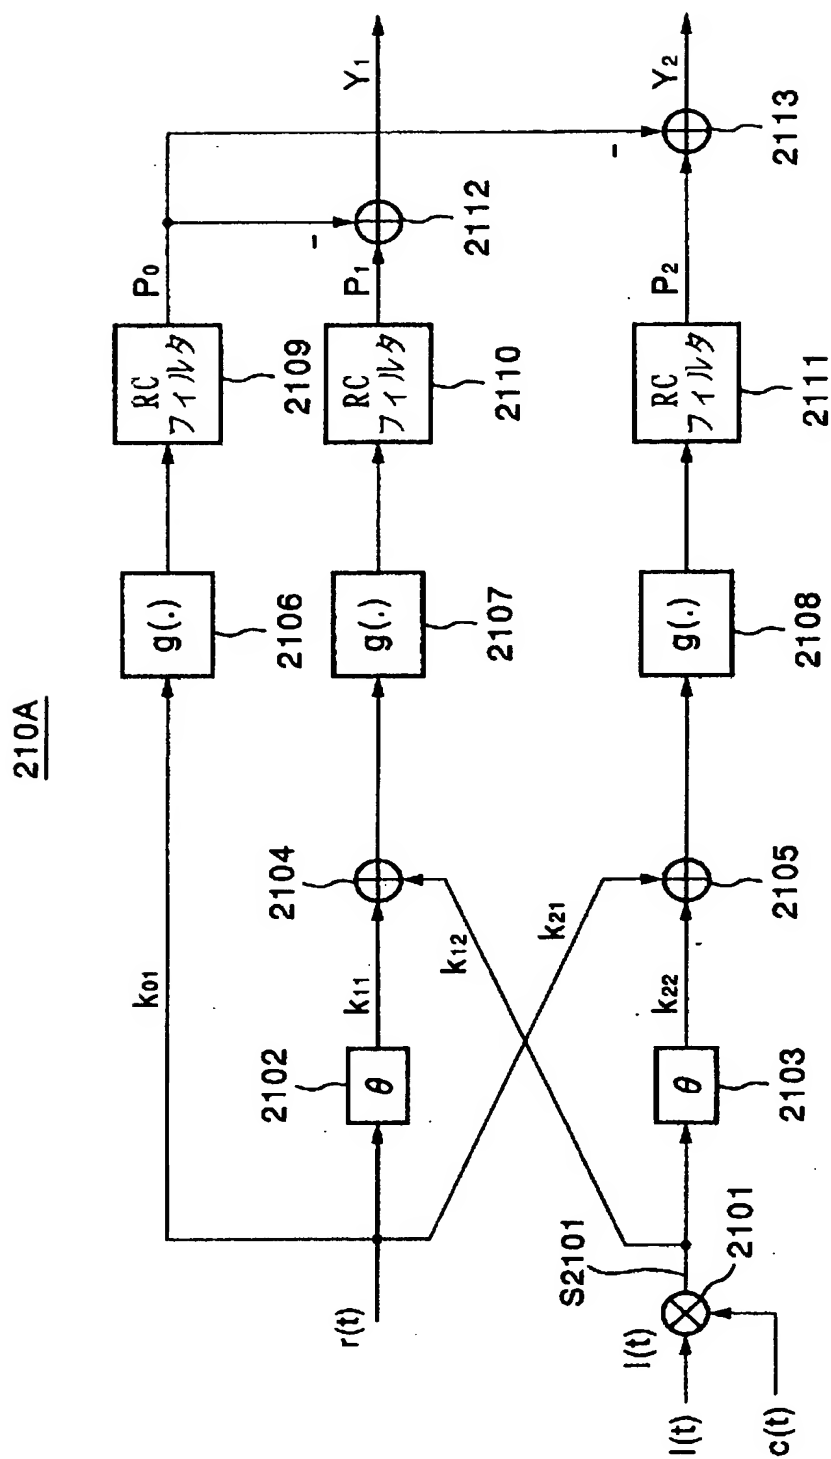 210A
r(t)
l(t)
l(t)
c(t)
S2101
2101
k01
2102
θ
k11
k12
k21
2103
θ
k22
2104
2105
g(.)
2106
g(.)
2107
g(.)
2108
RC
フィルタ
2109
RC
フィルタ
2110
RC
フィルタ
2111
P0
P1
P2
-
2112
-
2113
Y1
Y2